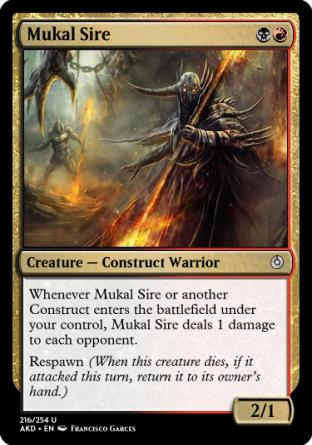 Mukal Sire
Creature — Construct Warrior
Whenever Mukal Sire or another
Construct enters the battlefield under
your control, Mukal Sire deals 1 damage
to each opponent.
Respawn (When this creature dies, if it
attacked this turn, return it to its owner's
hand.)
2/1
216/254 U
AKD • EN Francisco Garces